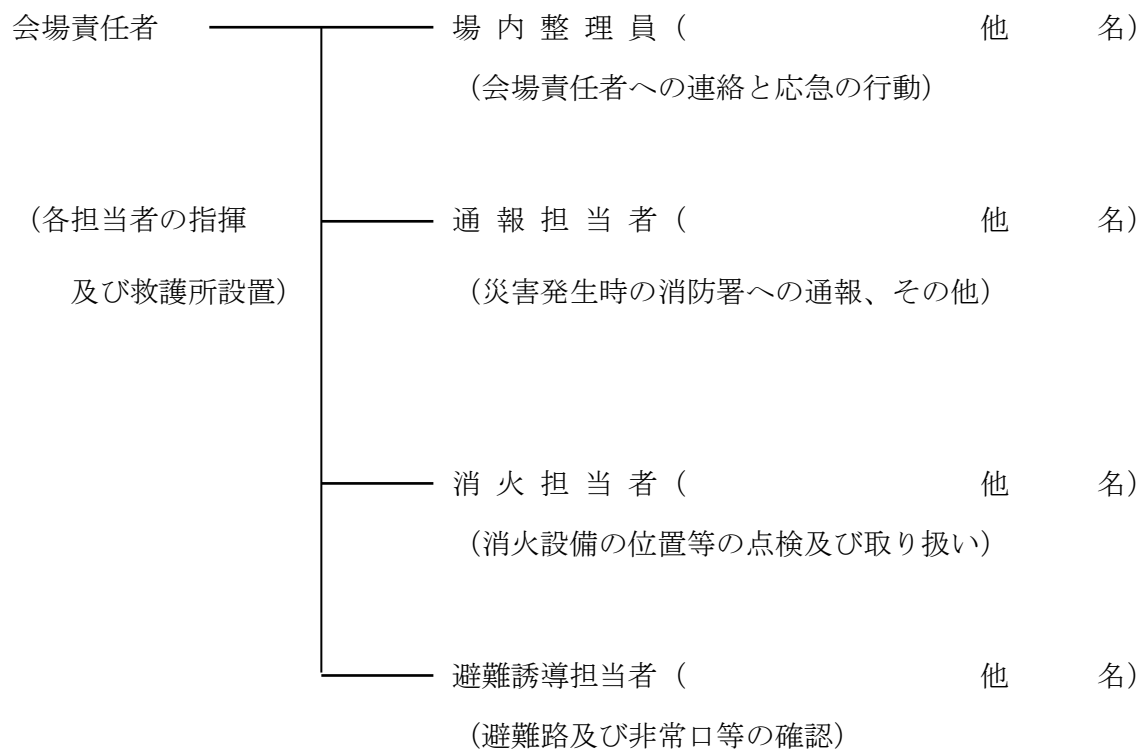 会場責任者 場 内 整 理 員（ 他 名）
（会場責任者への連絡と応急の行動）
（各担当者の指揮 通 報 担 当 者（ 他 名）
及び救護所設置） （災害発生時の消防署への通報、その他）
消 火 担 当 者（ 他 名）
（消火設備の位置等の点検及び取り扱い）
避難誘導担当者（ 他 名）
（避難路及び非常口等の確認）